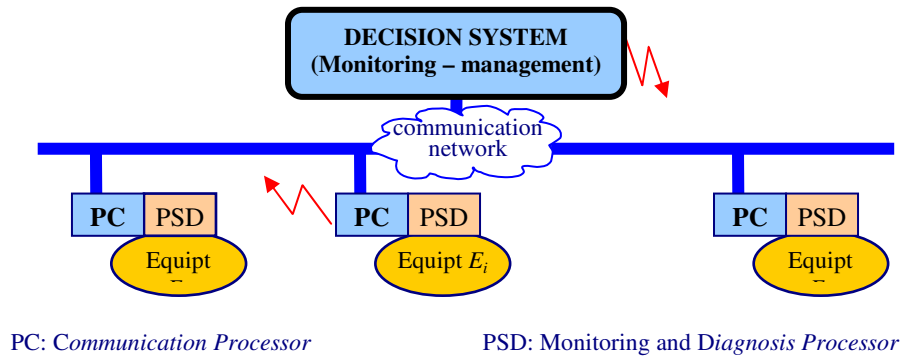 DECISION SYSTEM
(Monitoring – management)
communication
network
PC PSD PC PSD PC PSD
Equipt Equipt Ei Equipt
PC: Communication Processor PSD: Monitoring and Diagnosis Processor